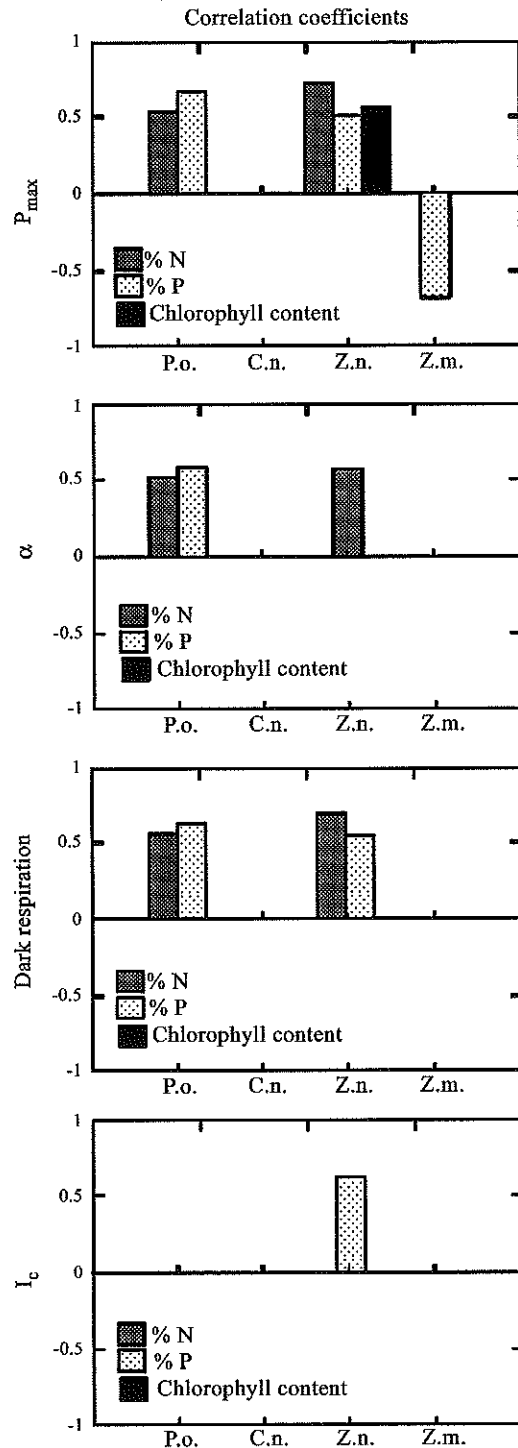 Correlation coefficients
1
0.5
0
-0.5
-1
P_max
% N
% P
Chlorophyll content
P.o. C.n. Z.n. Z.m.
1
0.5
0
-0.5
-1
α
% N
% P
Chlorophyll content
P.o. C.n. Z.n. Z.m.
1
0.5
0
-0.5
-1
Dark respiration
% N
% P
Chlorophyll content
P.o. C.n. Z.n. Z.m.
1
0.5
0
-0.5
-1
I_c
% N
% P
Chlorophyll content
P.o. C.n. Z.n. Z.m.